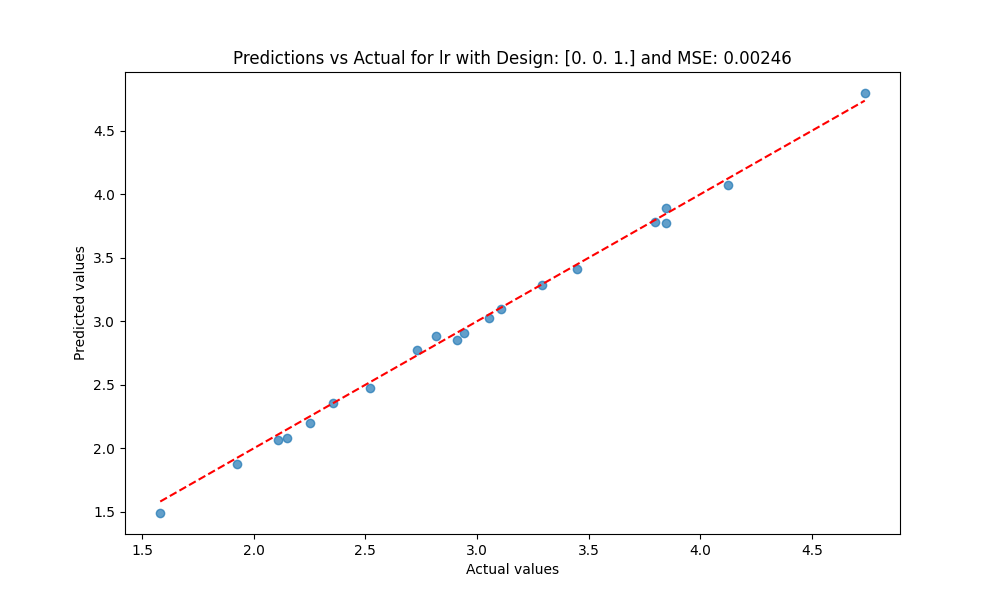 Predictions vs Actual for lr with Design: [0. 0. 1.] and MSE: 0.00246
4.5
4.0
3.5
3.0
2.5
2.0
1.5
Predicted values
1.5 2.0 2.5 3.0 3.5 4.0 4.5
Actual values